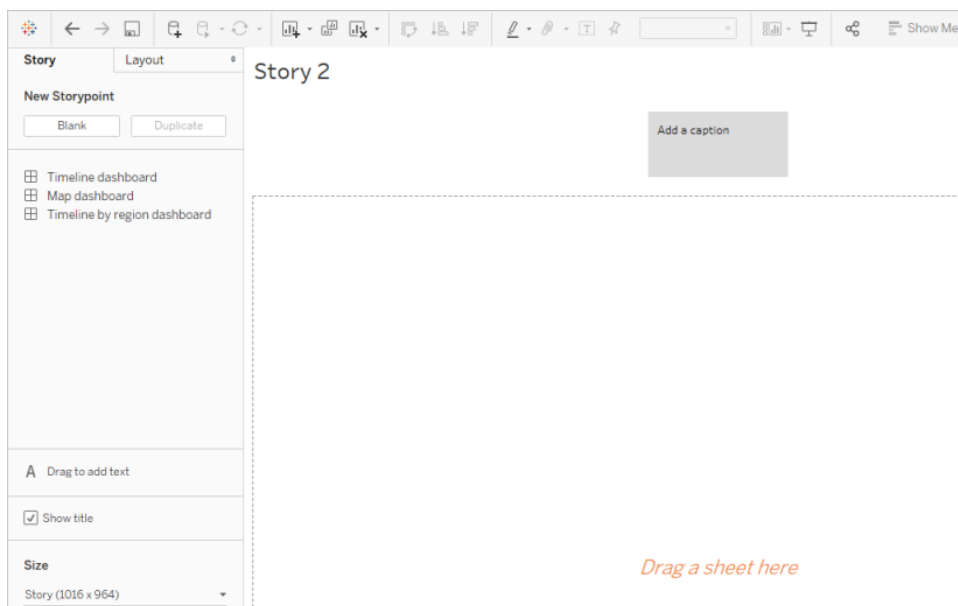 Show Me
Story Layout
Story 2
New Storypoint
Blank Duplicate
Add a caption
Timeline dashboard
Map dashboard
Timeline by region dashboard
A Drag to add text
Show title
Drag a sheet here
Size
Story (1016 x 964)